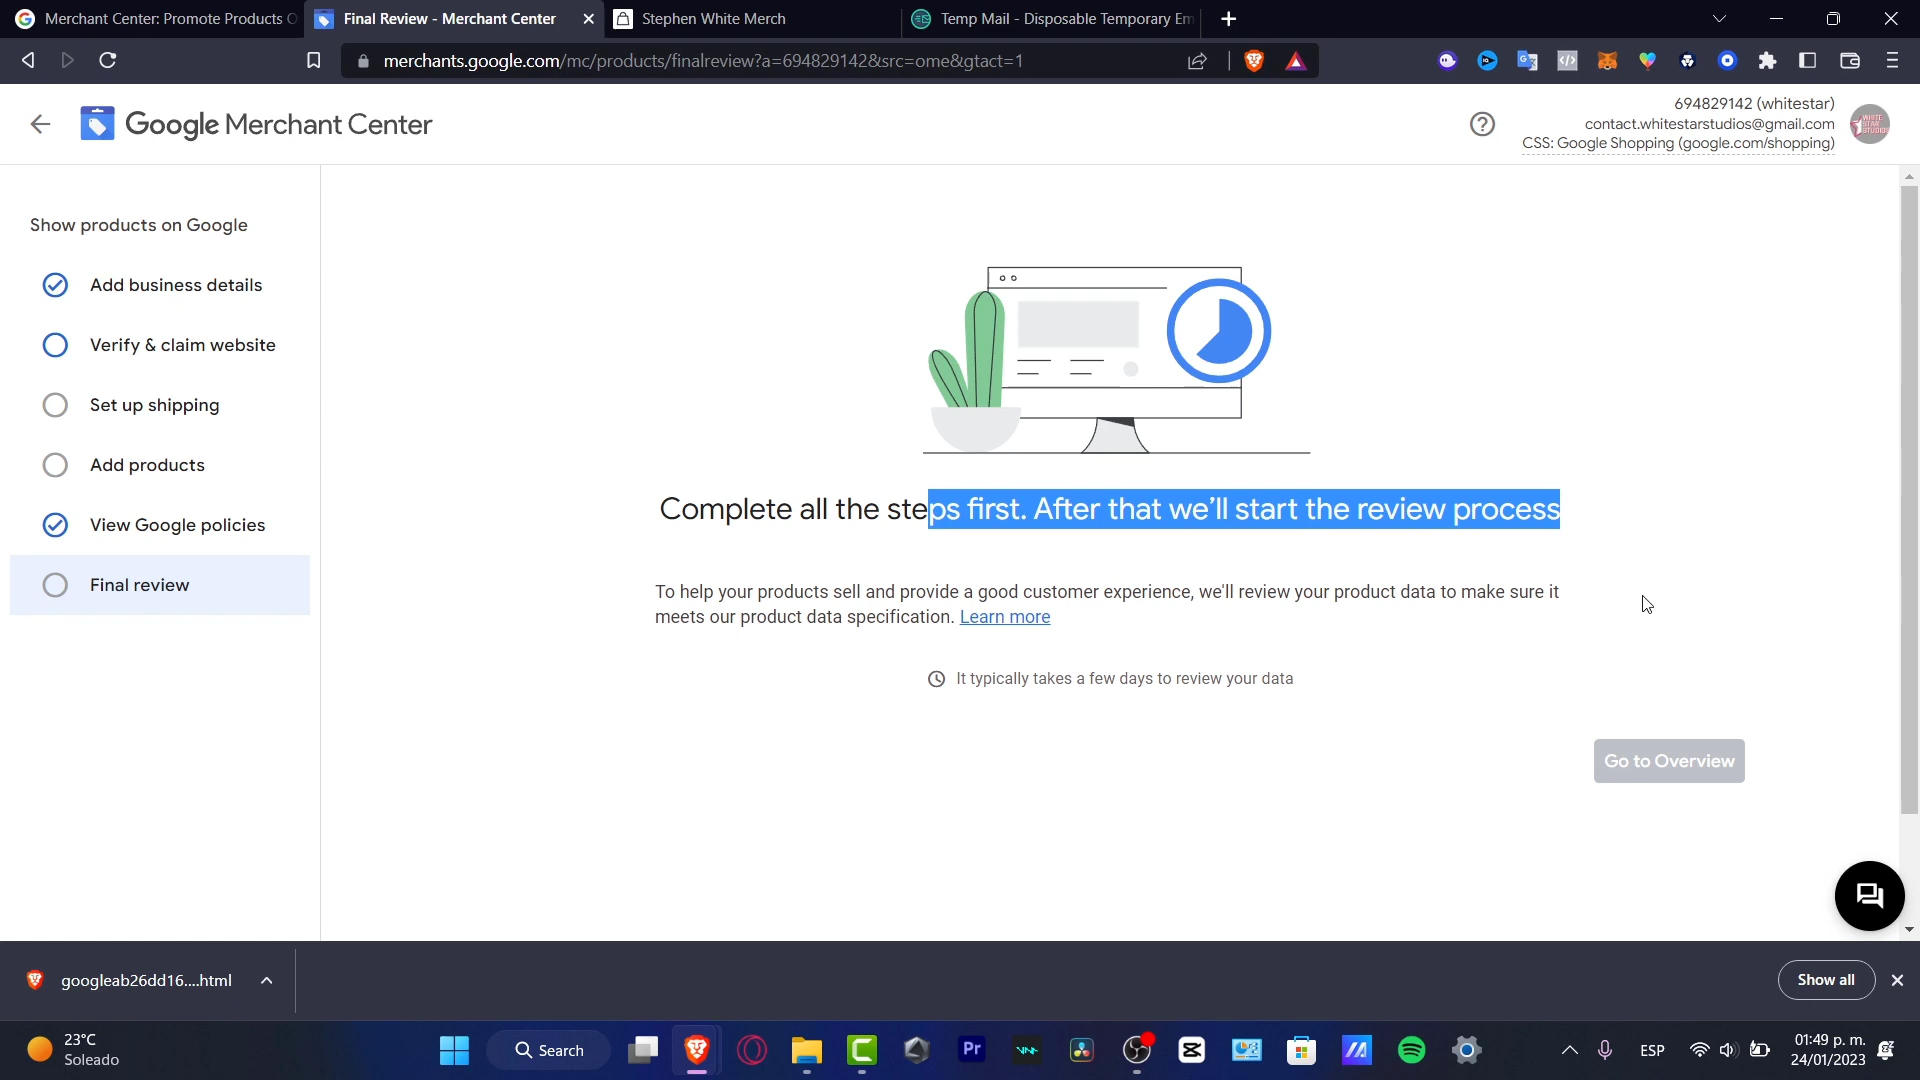 Merchant Center: Promote Products O
Final Review - Merchant Center
Stephen White Merch
Temp Mail - Disposable Temporary Em
merchants.google.com/mc/products/finalreview?a=694829142&src=ome&gtact=1
Google Merchant Center
694829142 (whitestar)
contact.whitestarstudios@gmail.com
CSS: Google Shopping (google.com/shopping)
WHITE
STAR
STUDIOS
Show products on Google
Add business details
Verify & claim website
Set up shipping
Add products
View Google policies
Final review
Complete all the steps first. After that we'll start the review process
To help your products sell and provide a good customer experience, we'll review your product data to make sure it
meets our product data specification. Learn more
It typically takes a few days to review your data
Go to Overview
googleab26dd16....html
Show all
23°C
Soleado
Search
Pr
ESP
01:49 p. m.
24/01/2023